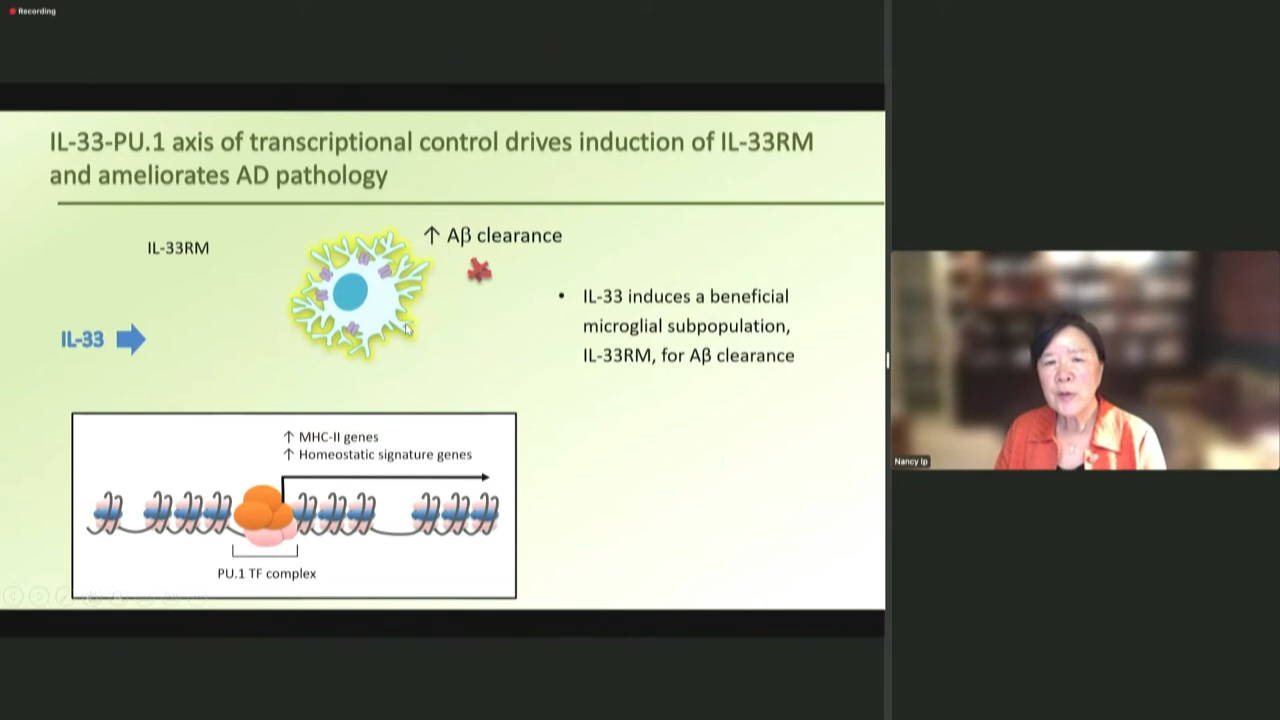 Recording
IL-33-PU.1 axis of transcriptional control drives induction of IL-33RM
and ameliorates AD pathology
IL-33RM
↑ Aβ clearance
IL-33
• IL-33 induces a beneficial
microglial subpopulation,
IL-33RM, for Aβ clearance
↑ MHC-II genes
↑ Homeostatic signature genes
PU.1 TF complex
Nancy Ip